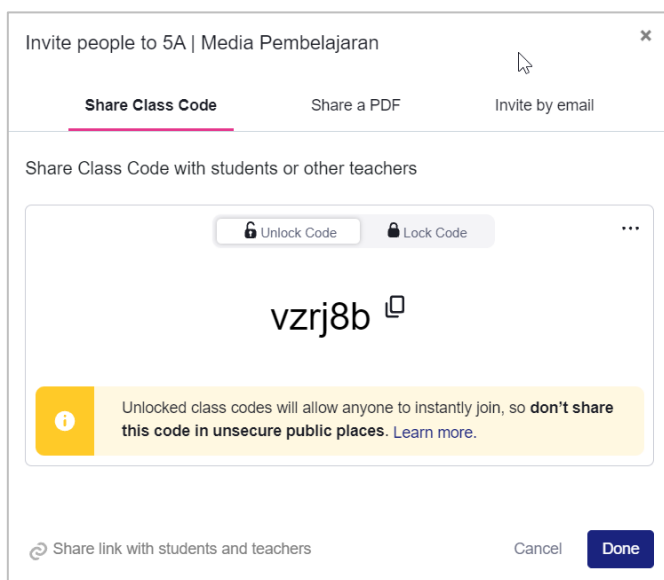 Invite people to 5A | Media Pembelajaran
Share Class Code
Share a PDF
Invite by email
Share Class Code with students or other teachers
Unlock Code
Lock Code
vzrj8b
Unlocked class codes will allow anyone to instantly join, so don't share
this code in unsecure public places. Learn more.
Share link with students and teachers
Cancel
Done